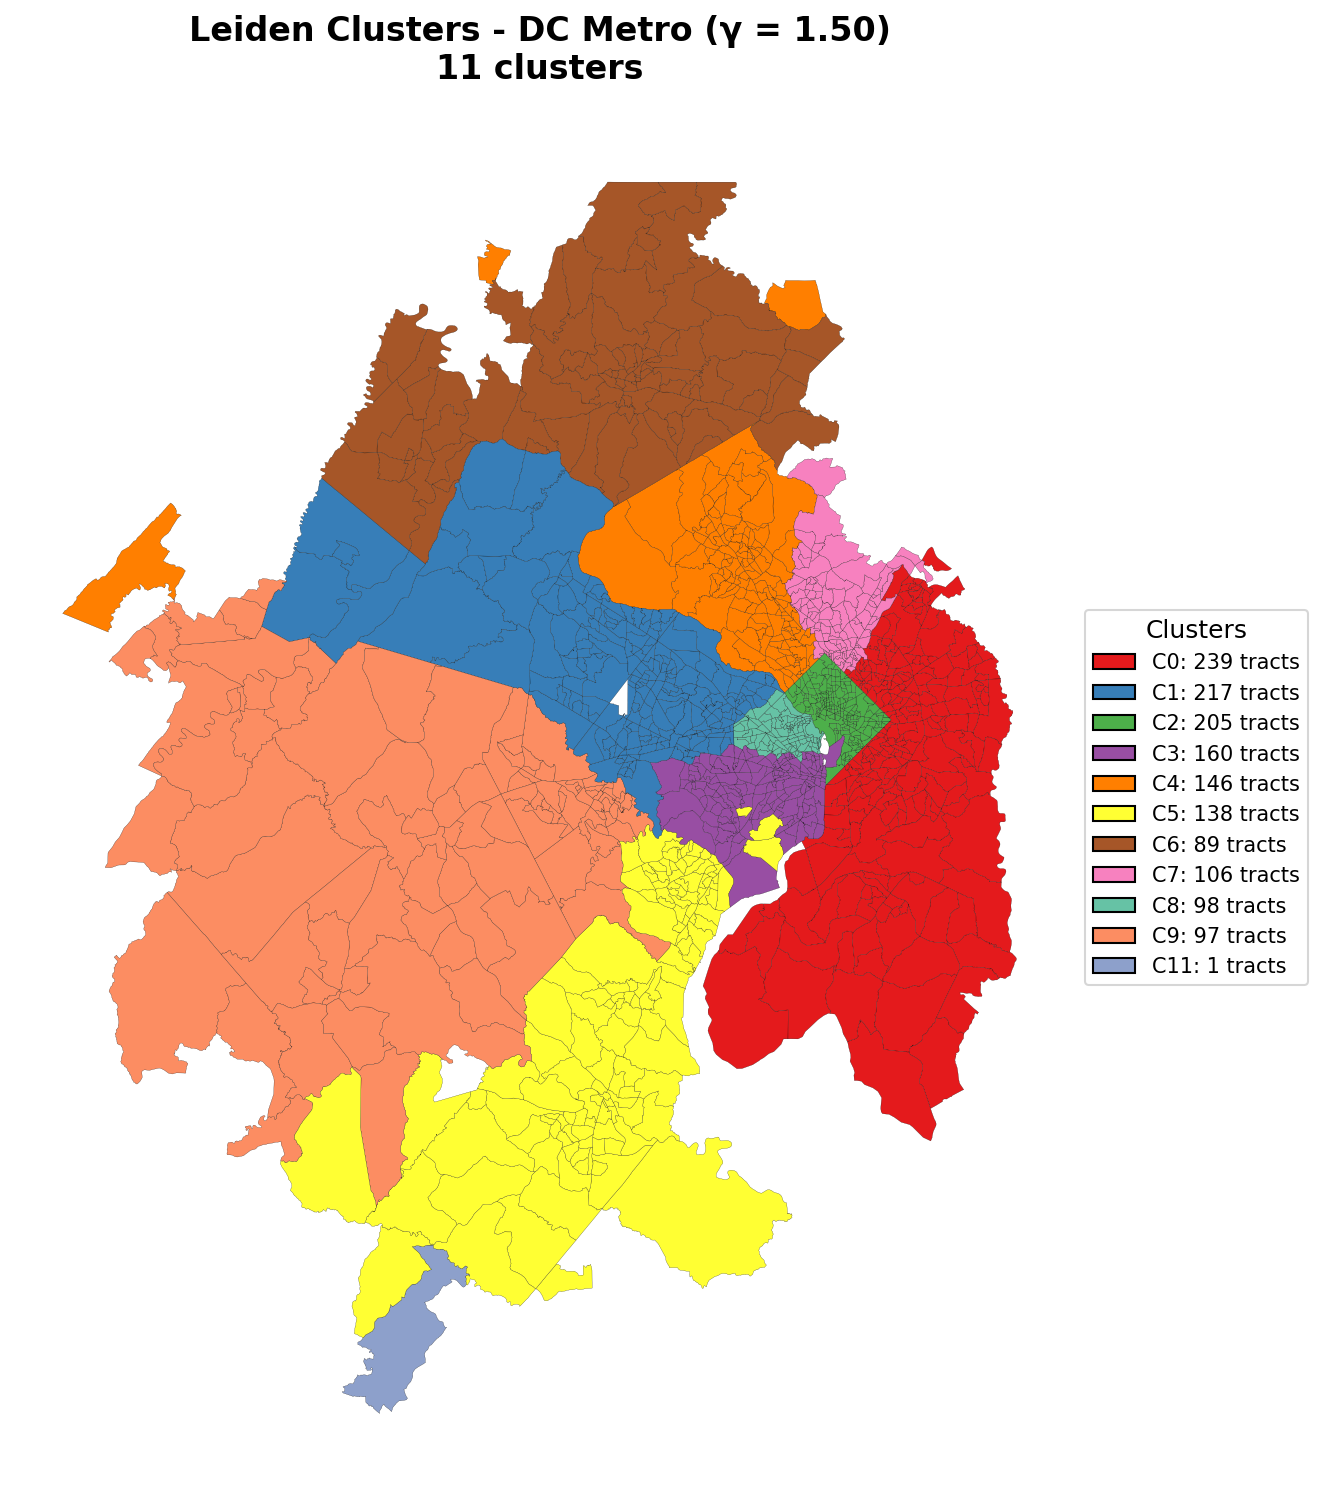 Leiden Clusters - DC Metro (γ = 1.50)
11 clusters
Clusters
C0: 239 tracts
C1: 217 tracts
C2: 205 tracts
C3: 160 tracts
C4: 146 tracts
C5: 138 tracts
C6: 89 tracts
C7: 106 tracts
C8: 98 tracts
C9: 97 tracts
C11: 1 tracts